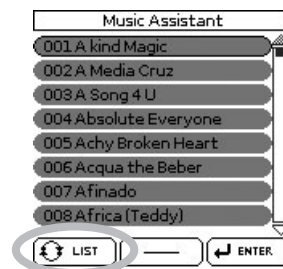 Music Assistant
001 A kind Magic
002 A Media Cruz
003 A Song 4 U
004 Absolute Everyone
005 Achy Broken Heart
006 Acqua the Beber
007 Afinado
008 Africa (Teddy)
LIST ENTER